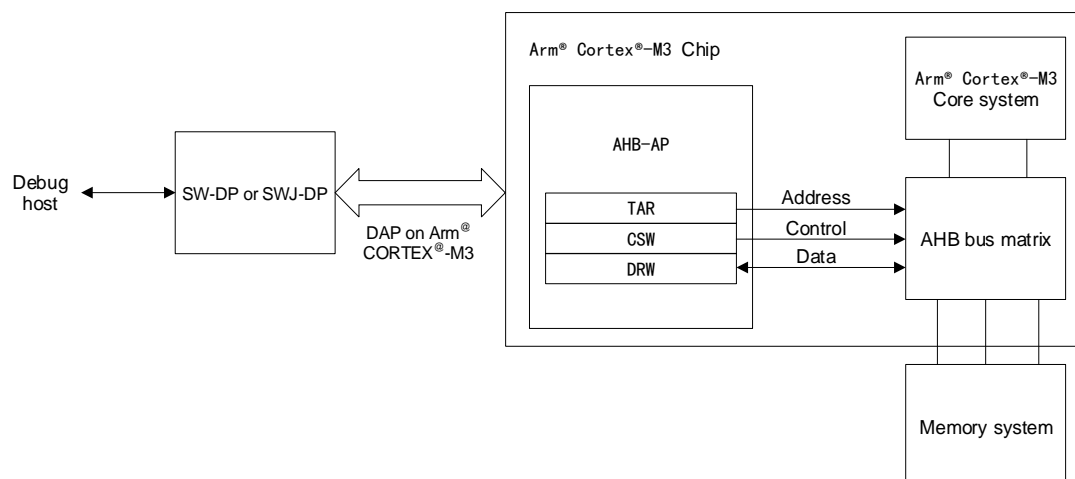 Arm® Cortex®-M3 Chip
Arm® Cortex®-M3
Core system
AHB-AP
Debug
host
SW-DP or SWJ-DP
DAP on Arm@
CORTEX@-M3
TAR
CSW
DRW
Address
Control
Data
AHB bus matrix
Memory system